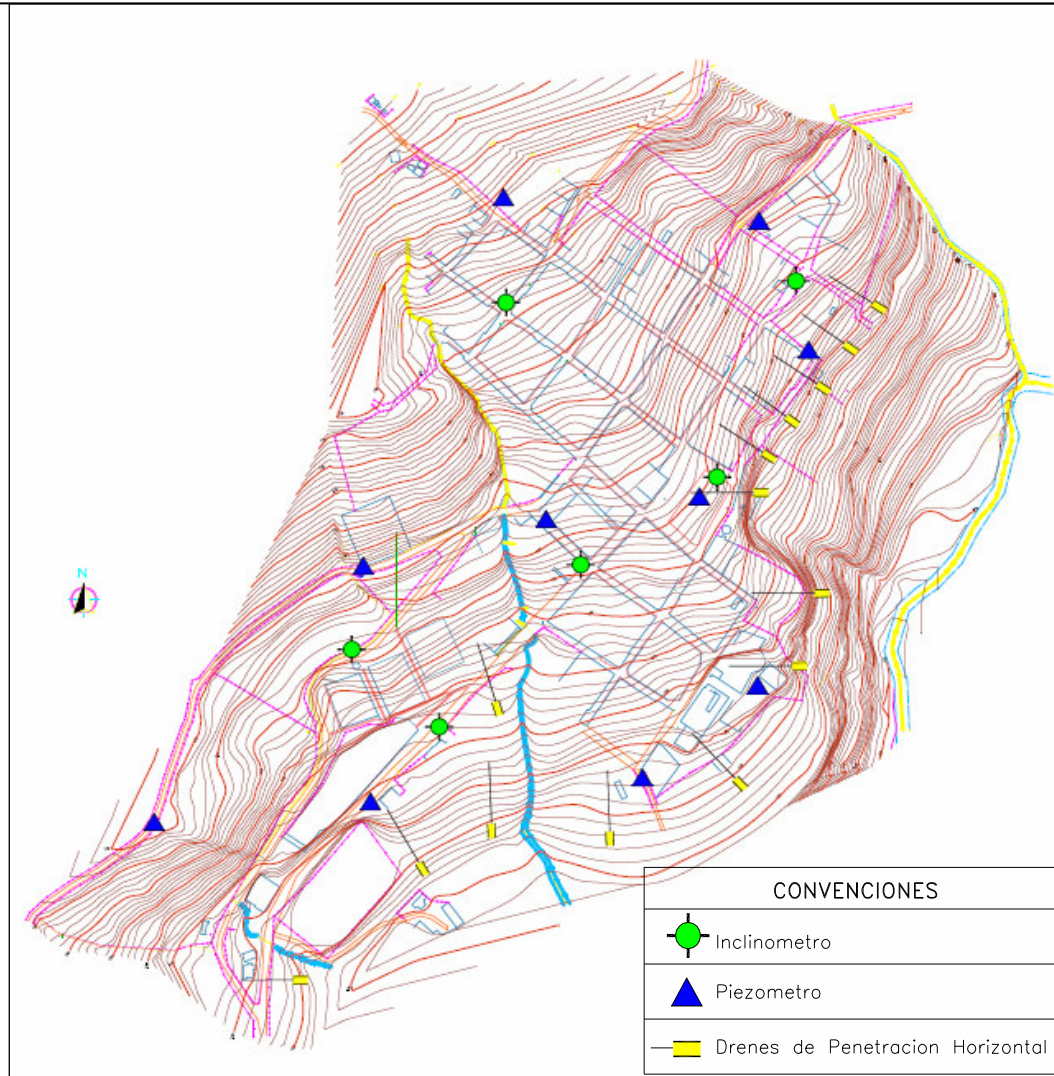 N
CONVENCIONES
Inclinometro
Piezometro
Drenes de Penetracion Horizontal